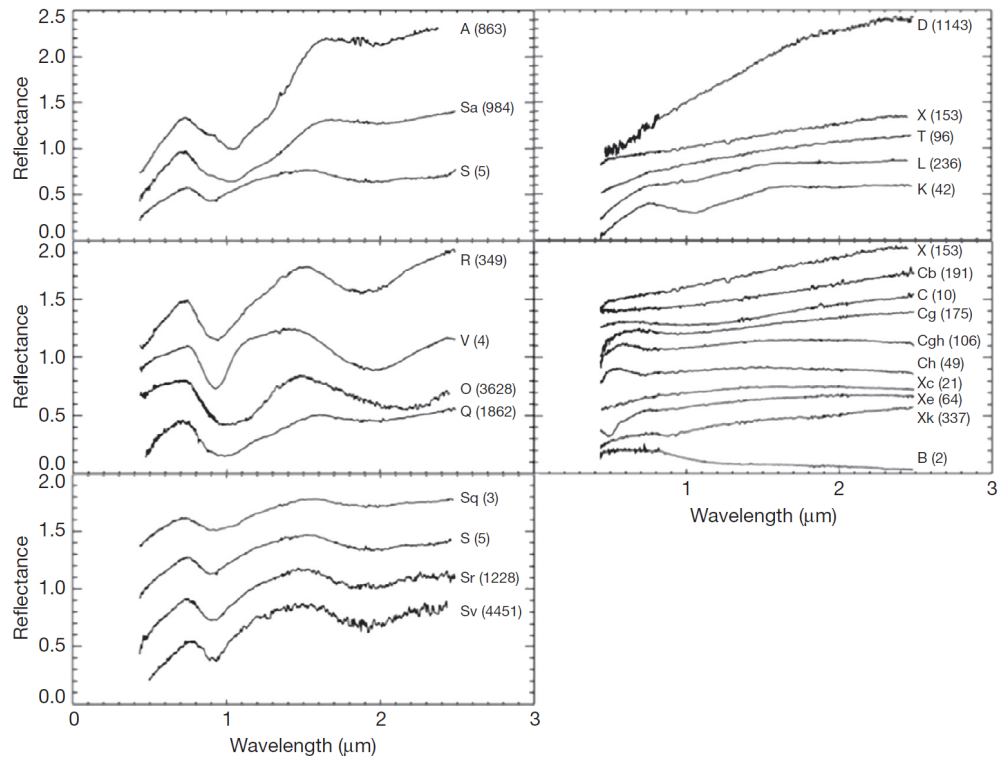 2.5
2.0
1.5
1.0
0.5
0.0
Reflectance
A (863)
Sa (984)
S (5)
D (1143)
X (153)
T (96)
L (236)
K (42)
2.0
1.5
1.0
0.5
0.0
Reflectance
R (349)
V (4)
O (3628)
Q (1862)
X (153)
Cb (191)
C (10)
Cg (175)
Cgh (106)
Ch (49)
Xc (21)
Xe (64)
Xk (337)
B (2)
1
2
3
Wavelength (μm)
2.0
1.5
1.0
0.5
0.0
Reflectance
Sq (3)
S (5)
Sr (1228)
Sv (4451)
0
1
2
3
Wavelength (μm)